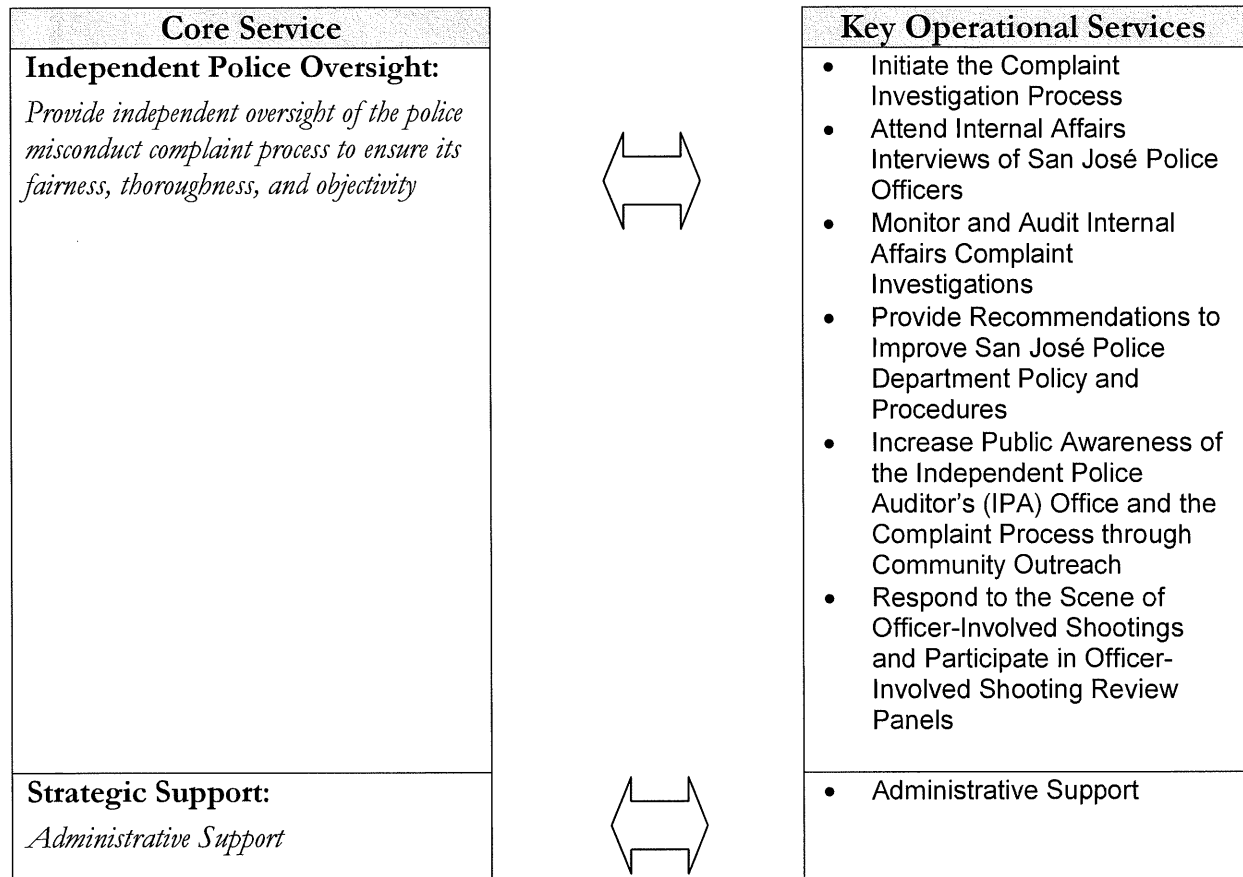 Core Service
Independent Police Oversight:
Provide independent oversight of the police
misconduct complaint process to ensure its
fairness, thoroughness, and objectivity
Strategic Support:
Administrative Support
Key Operational Services
• Initiate the Complaint
Investigation Process
• Attend Internal Affairs
Interviews of San José Police
Officers
• Monitor and Audit Internal
Affairs Complaint
Investigations
• Provide Recommendations to
Improve San José Police
Department Policy and
Procedures
• Increase Public Awareness of
the Independent Police
Auditor's (IPA) Office and the
Complaint Process through
Community Outreach
• Respond to the Scene of
Officer-Involved Shootings
and Participate in Officer-
Involved Shooting Review
Panels
• Administrative Support